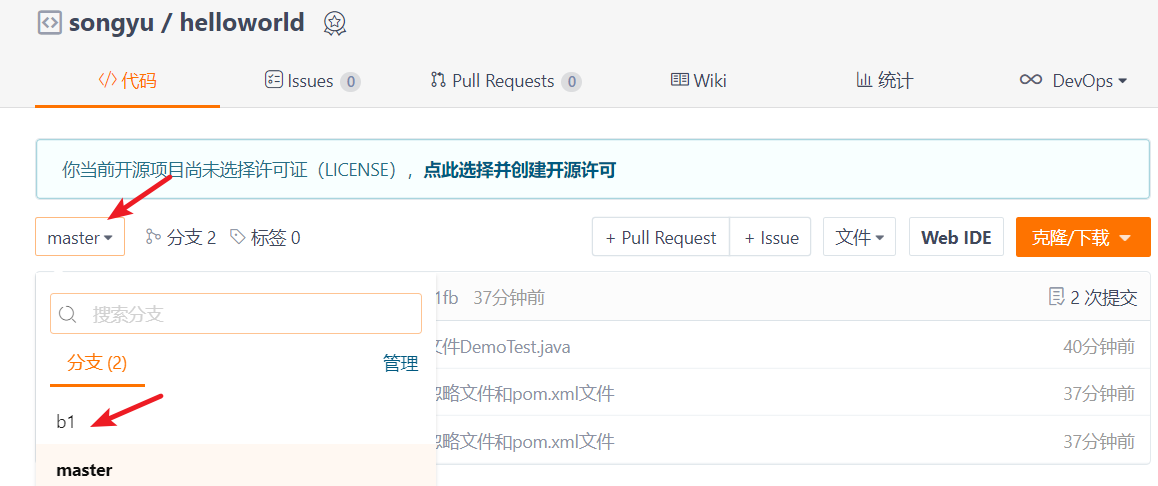 songyu / helloworld
代码 Issues 0 Pull Requests 0 Wiki 统计 DevOps
你当前开源项目尚未选择许可证（LICENSE），点此选择并创建开源许可
master 分支 2 标签 0 + Pull Request + Issue 文件 Web IDE 克隆/下载
1fb 37分钟前 2 次提交
搜索分支
文件DemoTest.java 40分钟前
分支 (2) 管理
忽略文件和pom.xml文件 37分钟前
b1
忽略文件和pom.xml文件 37分钟前
master